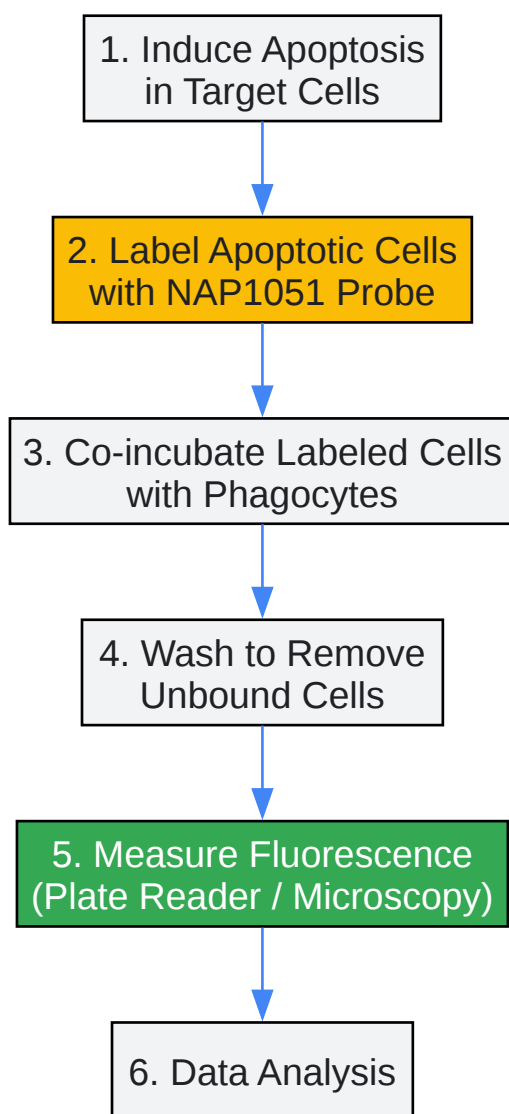 1. Induce Apoptosis
in Target Cells
2. Label Apoptotic Cells
with NAP1051 Probe
3. Co-incubate Labeled Cells
with Phagocytes
4. Wash to Remove
Unbound Cells
5. Measure Fluorescence
(Plate Reader / Microscopy)
6. Data Analysis